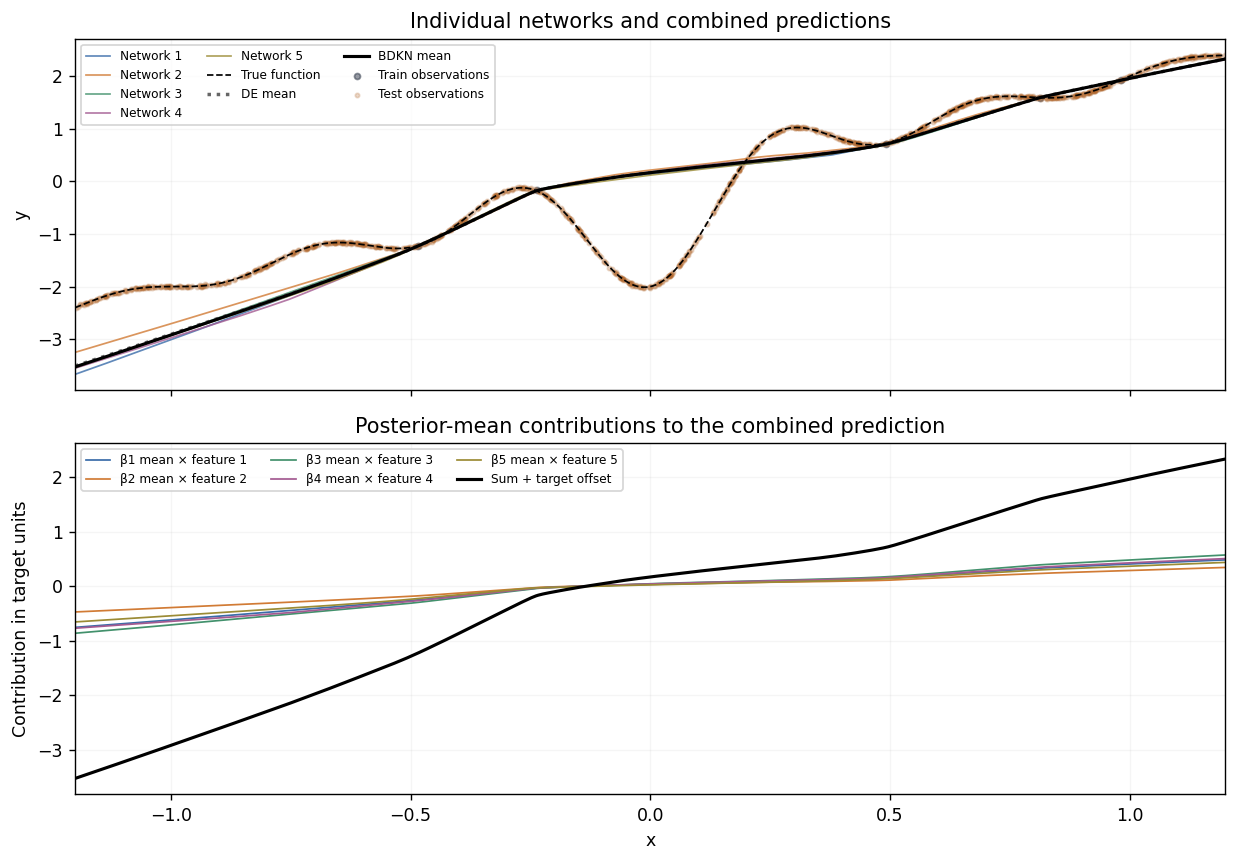 Individual networks and combined predictions
Network 1
Network 2
Network 3
Network 4
Network 5
True function
DE mean
BDKN mean
Train observations
Test observations
2
1
0
−1
−2
−3
y
Posterior-mean contributions to the combined prediction
β1 mean × feature 1
β2 mean × feature 2
β3 mean × feature 3
β4 mean × feature 4
β5 mean × feature 5
Sum + target offset
2
1
0
−1
−2
−3
Contribution in target units
−1.0 −0.5 0.0 0.5 1.0
x